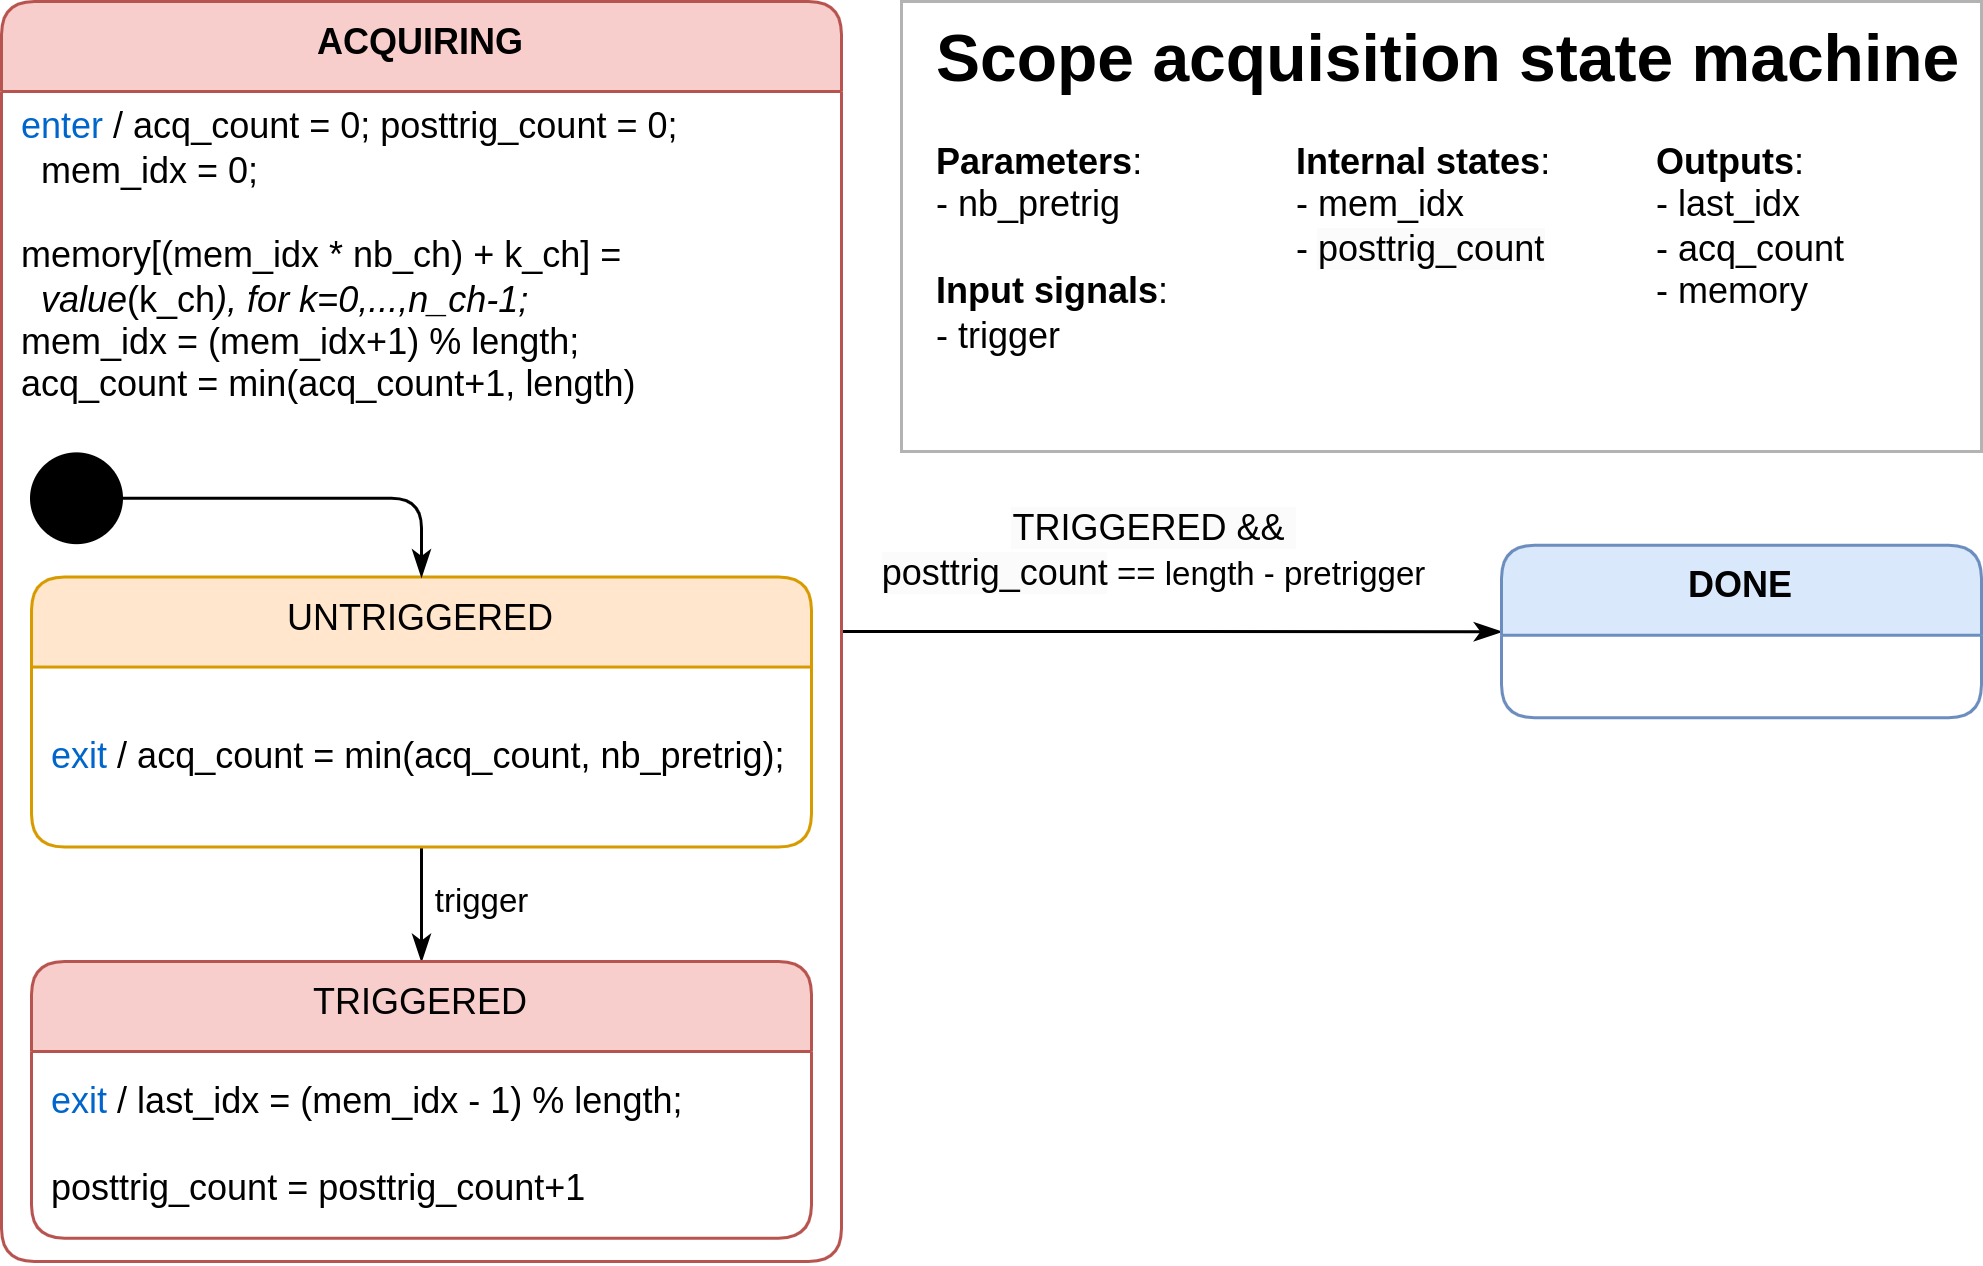 ACQUIRING
enter / acq_count = 0; posttrig_count = 0;
mem_idx = 0;
memory[(mem_idx * nb_ch) + k_ch] =
value(k_ch), for k=0,...,n_ch-1;
mem_idx = (mem_idx+1) % length;
acq_count = min(acq_count+1, length)
UNTRIGGERED
exit / acq_count = min(acq_count, nb_pretrig);
trigger
TRIGGERED
exit / last_idx = (mem_idx - 1) % length;
posttrig_count = posttrig_count+1
Scope acquisition state machine
Parameters:
- nb_pretrig
Input signals:
- trigger
Internal states:
- mem_idx
- posttrig_count
Outputs:
- last_idx
- acq_count
- memory
TRIGGERED &&
posttrig_count == length - pretrigger
DONE